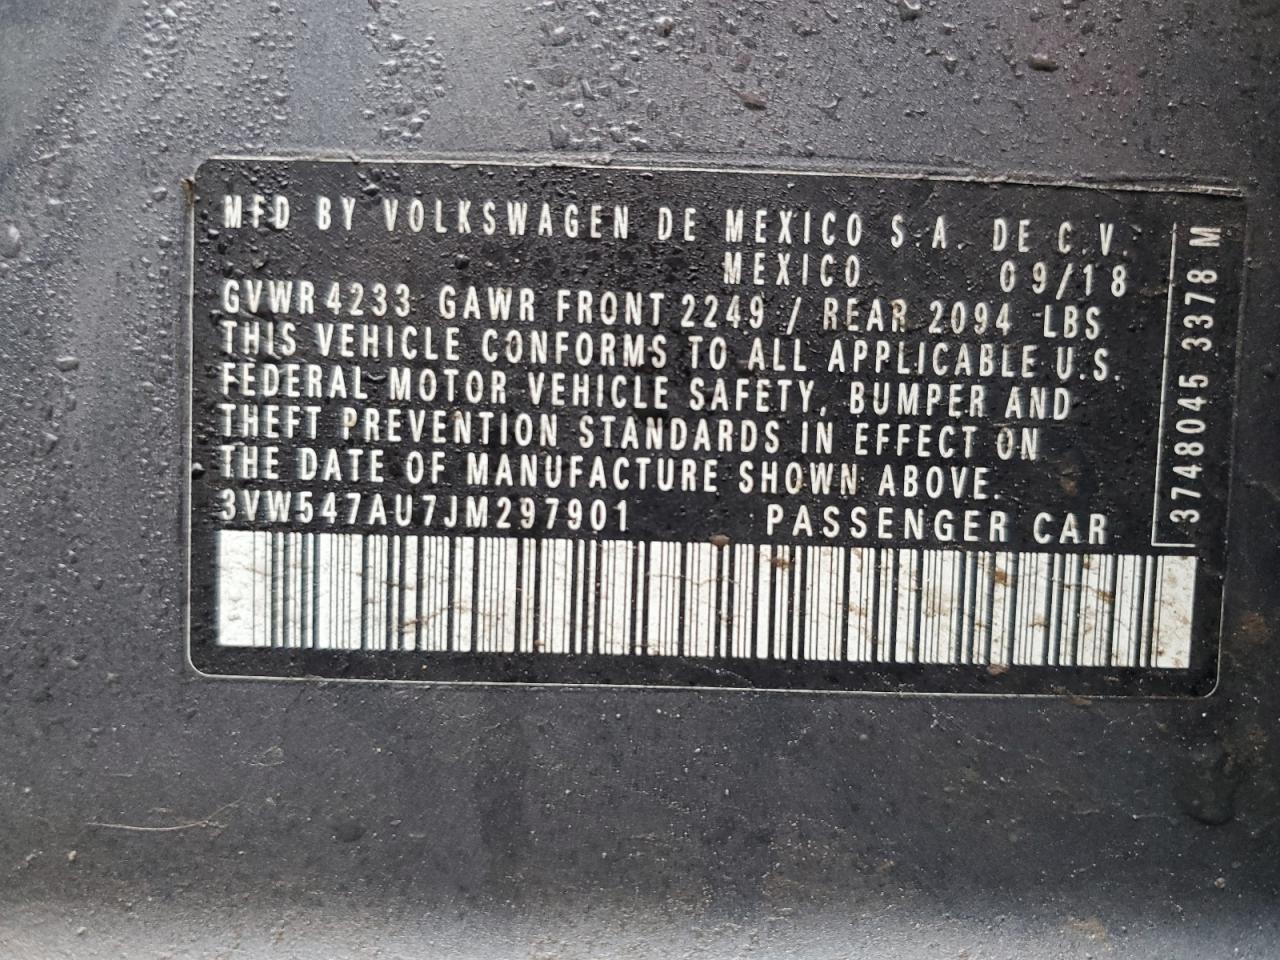 MFD BY VOLKSWAGEN DE MEXICO S.A. DE C.V.
MEXICO 09/18
GVWR 4233 GAWR FRONT 2249 / REAR 2094 LBS
THIS VEHICLE CONFORMS TO ALL APPLICABLE U.S.
FEDERAL MOTOR VEHICLE SAFETY, BUMPER AND
THEFT PREVENTION STANDARDS IN EFFECT ON
THE DATE OF MANUFACTURE SHOWN ABOVE.
3VW547AU7JM297901 PASSENGER CAR
3748045 3378 M